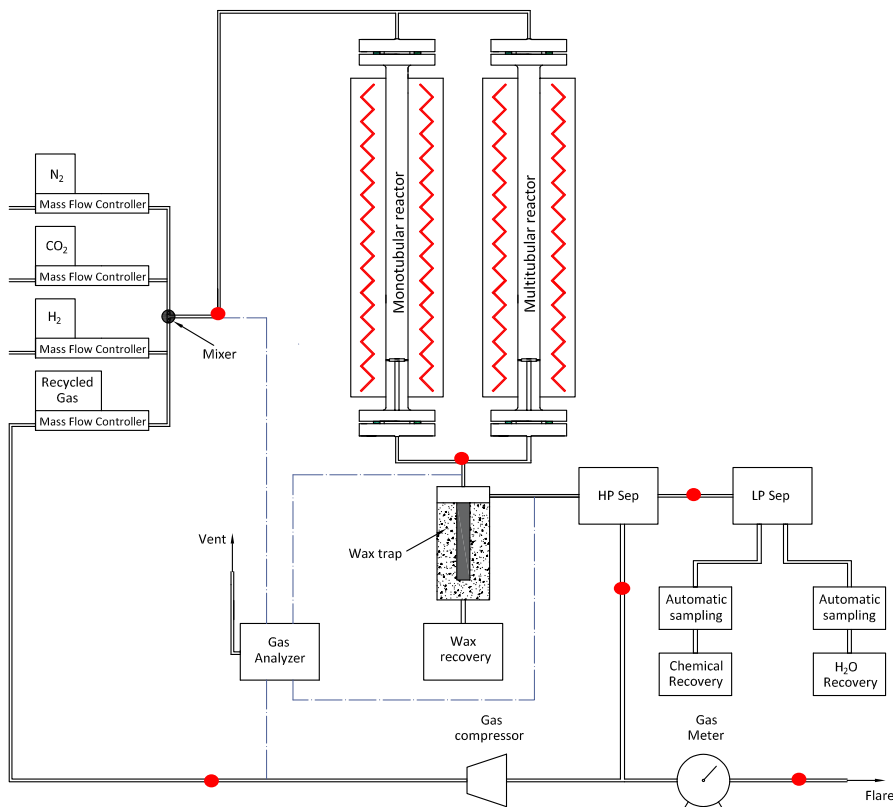 N₂
Mass Flow Controller
CO₂
Mass Flow Controller
H₂
Mass Flow Controller
Recycled
Gas
Mass Flow Controller
Mixer
Monotubular reactor
Multitubular reactor
HP Sep
LP Sep
Wax trap
Vent
Gas
Analyzer
Wax
recovery
Automatic
sampling
Automatic
sampling
Chemical
Recovery
H₂O
Recovery
Gas
compressor
Gas
Meter
Flare